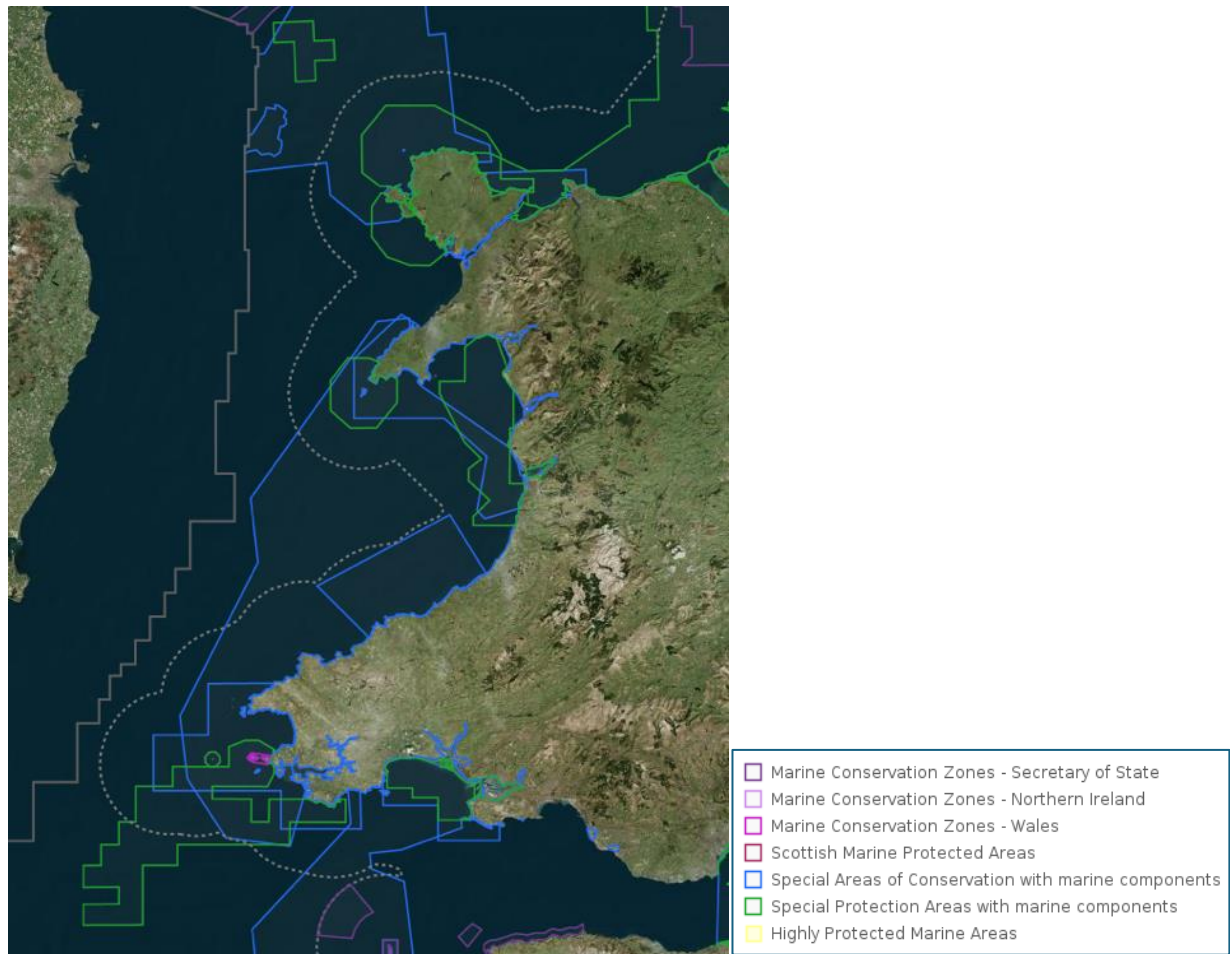 Marine Conservation Zones - Secretary of State
Marine Conservation Zones - Northern Ireland
Marine Conservation Zones - Wales
Scottish Marine Protected Areas
Special Areas of Conservation with marine components
Special Protection Areas with marine components
Highly Protected Marine Areas